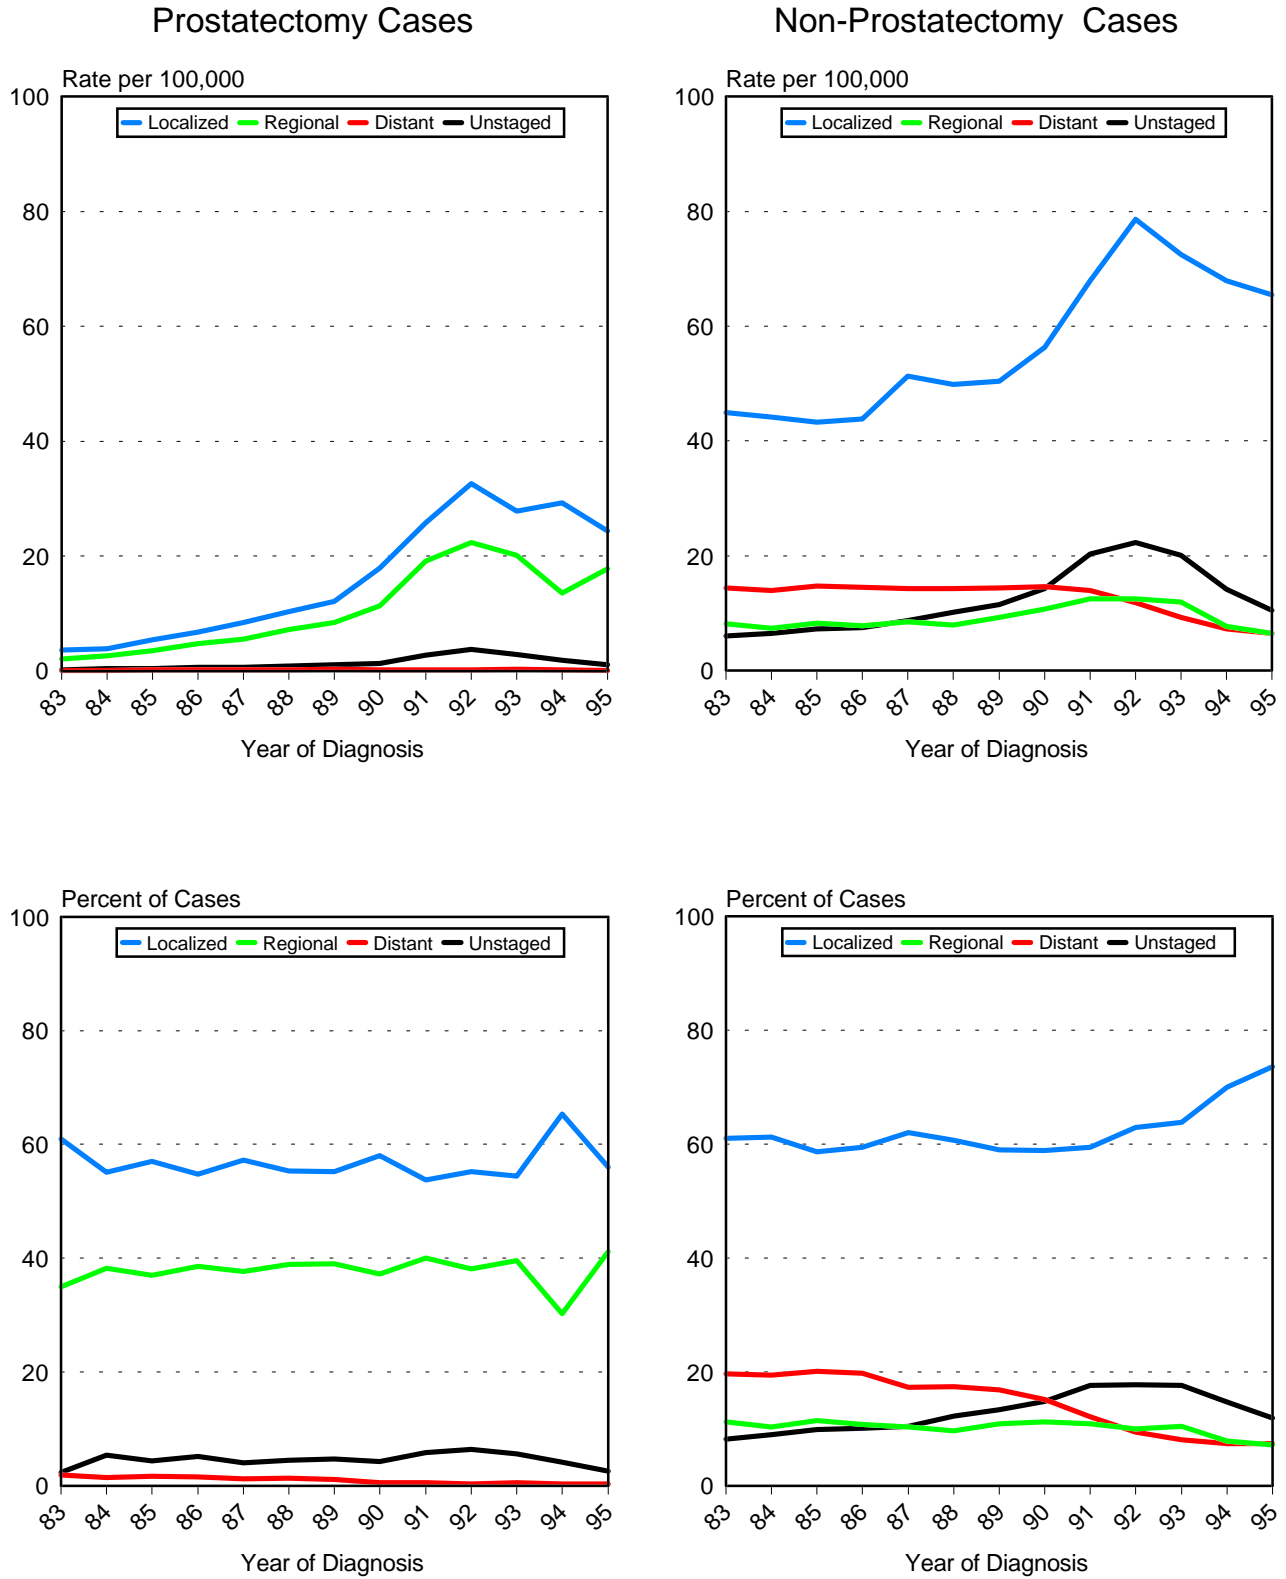 Prostatectomy Cases
Non-Prostatectomy Cases
Rate per 100,000
100
Localized Regional Distant Unstaged
80
60
40
20
0
83 84 85 86 87 88 89 90 91 92 93 94 95
Year of Diagnosis
Rate per 100,000
100
Localized Regional Distant Unstaged
80
60
40
20
0
83 84 85 86 87 88 89 90 91 92 93 94 95
Year of Diagnosis
Percent of Cases
100
Localized Regional Distant Unstaged
80
60
40
20
0
83 84 85 86 87 88 89 90 91 92 93 94 95
Year of Diagnosis
Percent of Cases
100
Localized Regional Distant Unstaged
80
60
40
20
0
83 84 85 86 87 88 89 90 91 92 93 94 95
Year of Diagnosis